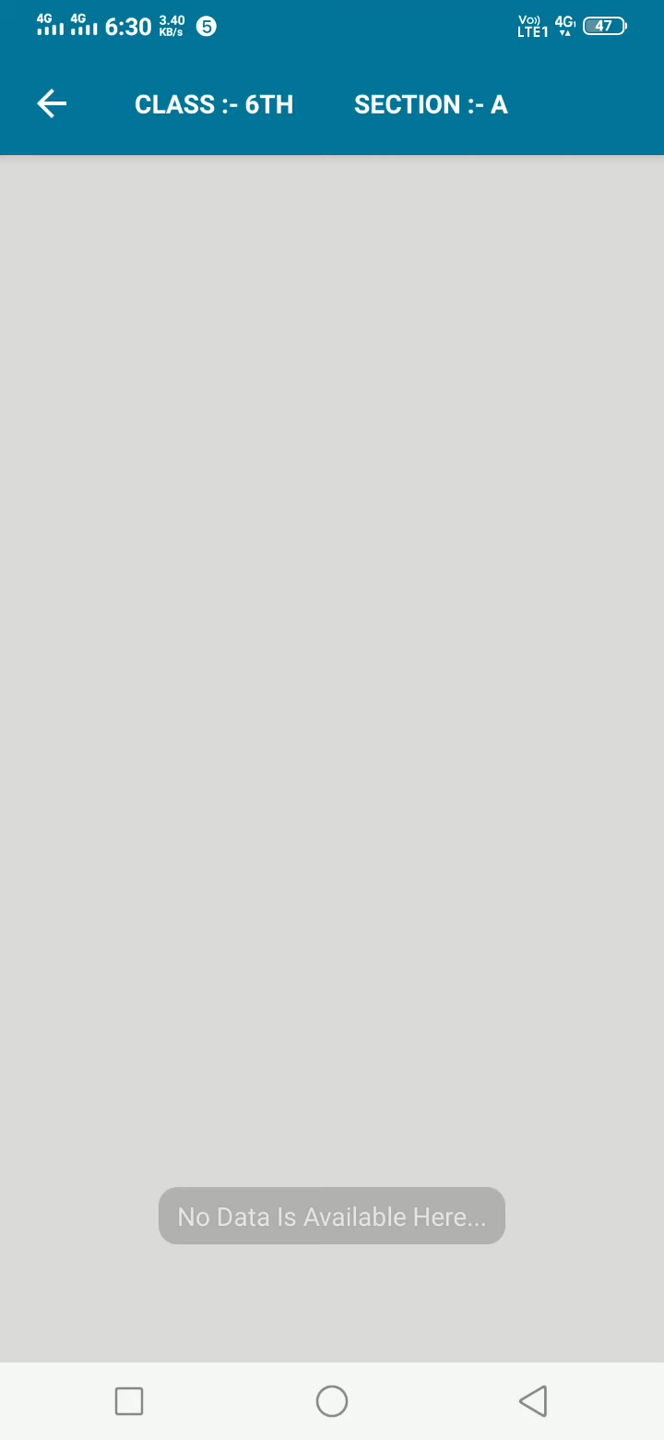 4G 4G 6:30 3.40 KB/s 5 Vo)) LTE1 4G1 47
CLASS :- 6TH SECTION :- A
No Data Is Available Here...